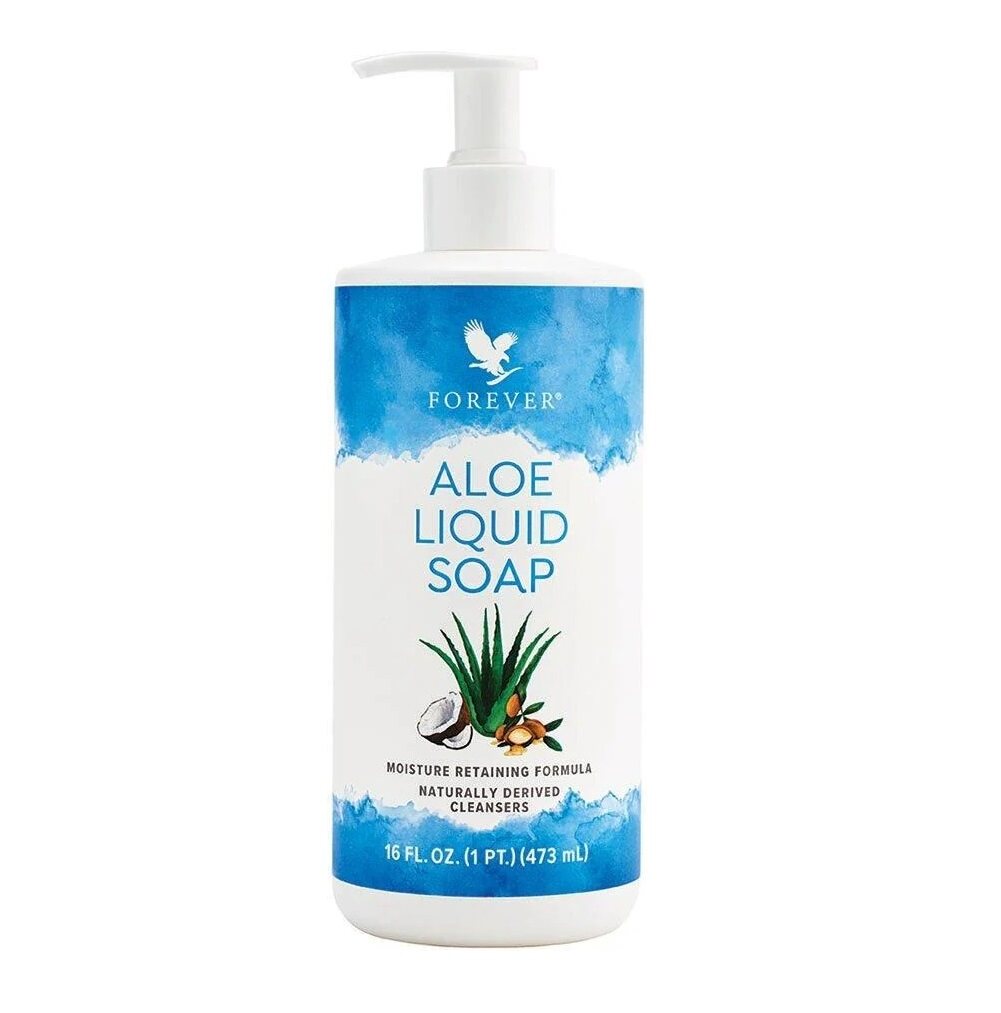 FOREVER®
ALOE
LIQUID
SOAP
MOISTURE RETAINING FORMULA
NATURALLY DERIVED
CLEANSERS
16 FL. OZ. (1 PT.) (473 mL)